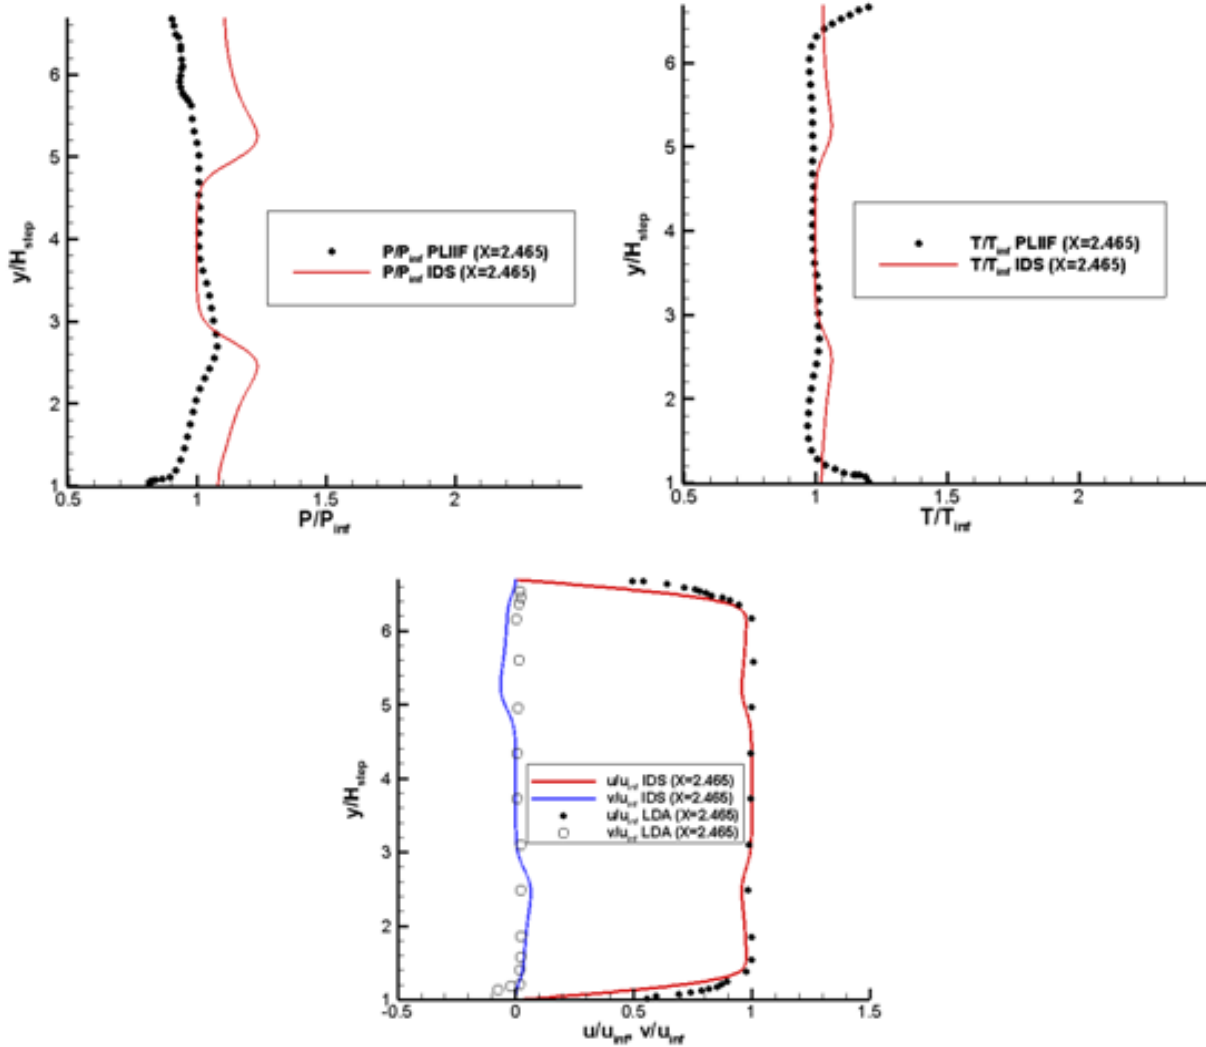 6
5
4
3
2
1
y/H_step
P/P_inf PLIIF (X=2.465)
P/P_inf IDS (X=2.465)
0.5 1 1.5 2
P/P_inf
6
5
4
3
2
1
y/H_step
T/T_inf PLIIF (X=2.465)
T/T_inf IDS (X=2.465)
0.5 1 1.5 2
T/T_inf
6
5
4
3
2
1
y/H_step
u/u_inf IDS (X=2.465)
v/u_inf IDS (X=2.465)
u/u_inf LDA (X=2.465)
v/u_inf LDA (X=2.465)
-0.5 0 0.5 1 1.5
u/u_inf, v/u_inf